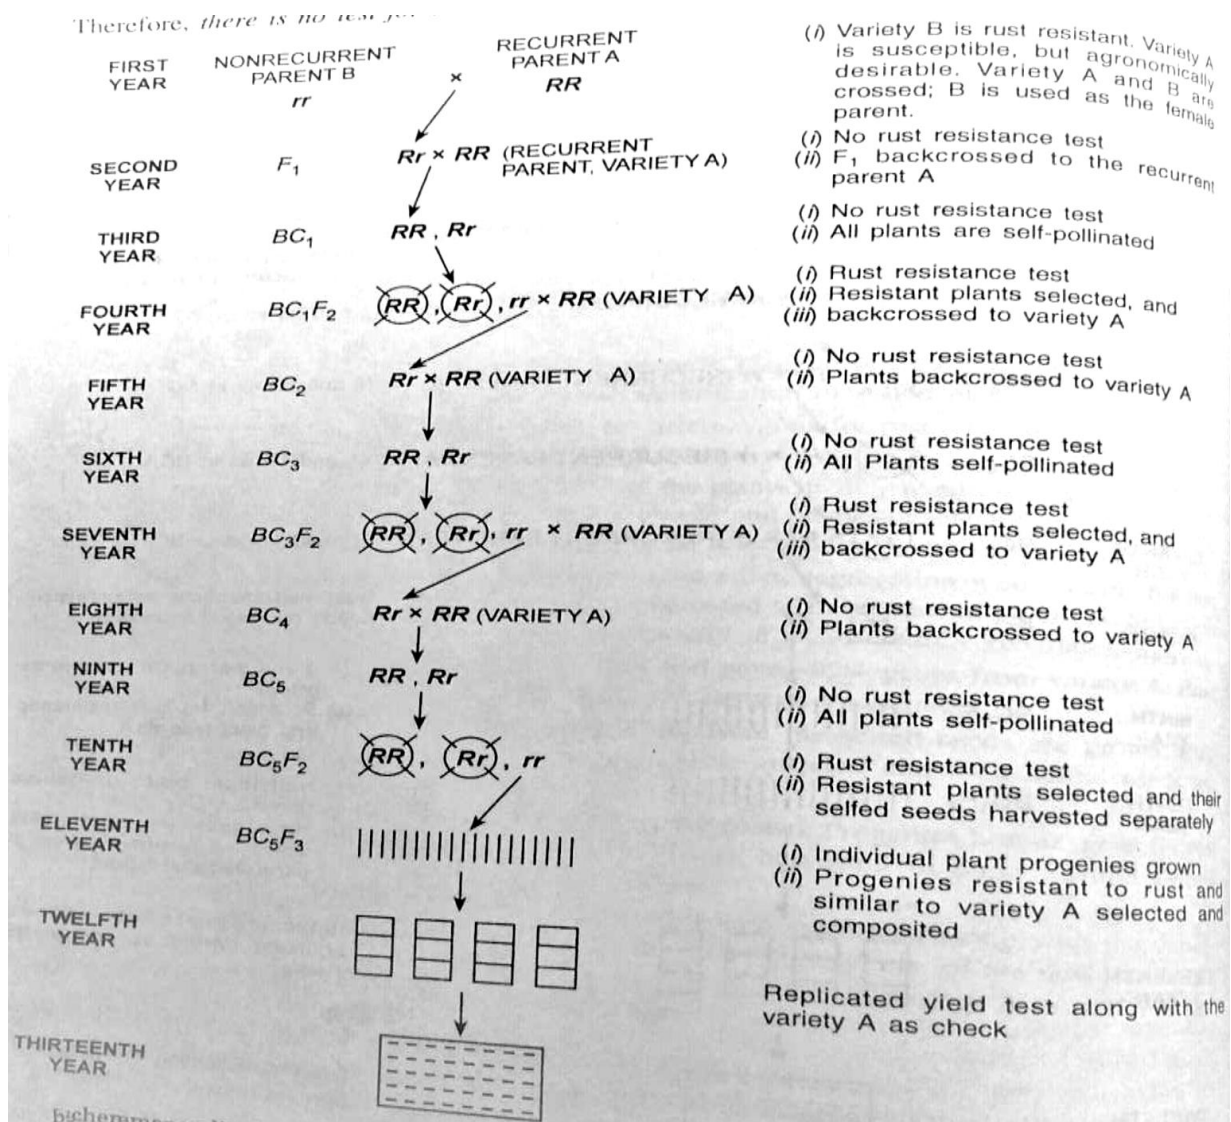 Therefore, there is no test for
FIRST YEAR
NONRECURRENT PARENT B
rr
×
RECURRENT PARENT A
RR
(i) Variety B is rust resistant. Variety A
is susceptible, but agronomically
desirable. Variety A and B are
crossed; B is used as the female
parent.
SECOND YEAR
F1
Rr × RR (RECURRENT
PARENT, VARIETY A)
(i) No rust resistance test
(ii) F1 backcrossed to the recurrent
parent A
THIRD YEAR
BC1
RR , Rr
(i) No rust resistance test
(ii) All plants are self-pollinated
FOURTH YEAR
BC1F2
RR , Rr , rr × RR (VARIETY A)
(i) Rust resistance test
(ii) Resistant plants selected, and
(iii) backcrossed to variety A
FIFTH YEAR
BC2
Rr × RR (VARIETY A)
(i) No rust resistance test
(ii) Plants backcrossed to variety A
SIXTH YEAR
BC3
RR , Rr
(i) No rust resistance test
(ii) All Plants self-pollinated
SEVENTH YEAR
BC3F2
RR , Rr , rr × RR (VARIETY A)
(i) Rust resistance test
(ii) Resistant plants selected, and
(iii) backcrossed to variety A
EIGHTH YEAR
BC4
Rr × RR (VARIETY A)
(i) No rust resistance test
(ii) Plants backcrossed to variety A
NINTH YEAR
BC5
RR , Rr
(i) No rust resistance test
(ii) All plants self-pollinated
TENTH YEAR
BC5F2
RR , Rr , rr
(i) Rust resistance test
(ii) Resistant plants selected and their
selfed seeds harvested separately
ELEVENTH YEAR
BC5F3
(i) Individual plant progenies grown
(ii) Progenies resistant to rust and
similar to variety A selected and
composited
TWELFTH YEAR
Replicated yield test along with the
variety A as check
THIRTEENTH YEAR